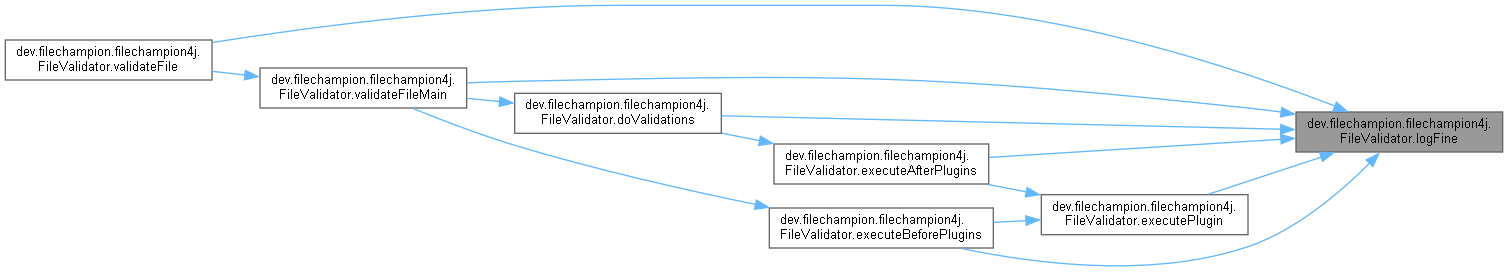 dev.filechampion.filechampion4j.
FileValidator.validateFile
dev.filechampion.filechampion4j.
FileValidator.validateFileMain
dev.filechampion.filechampion4j.
FileValidator.doValidations
dev.filechampion.filechampion4j.
FileValidator.executeAfterPlugins
dev.filechampion.filechampion4j.
FileValidator.executeBeforePlugins
dev.filechampion.filechampion4j.
FileValidator.executePlugin
dev.filechampion.filechampion4j.
FileValidator.logFine